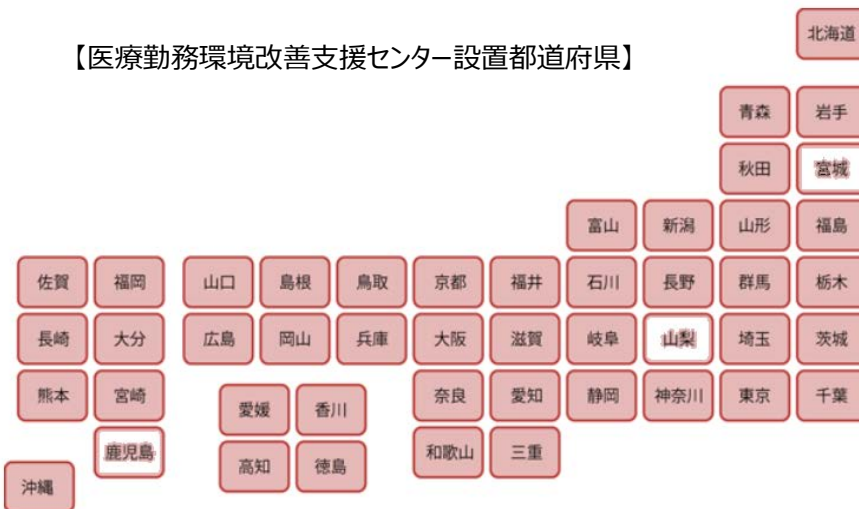 【医療勤務環境改善支援センター設置都道府県】
北海道
青森 岩手
秋田 宮城
富山 新潟 山形 福島
佐賀 福岡 山口 島根 鳥取 京都 福井 石川 長野 群馬 栃木
長崎 大分 広島 岡山 兵庫 大阪 滋賀 岐阜 山梨 埼玉 茨城
熊本 宮崎 愛媛 香川 奈良 愛知 静岡 神奈川 東京 千葉
鹿児島 高知 徳島 和歌山 三重
沖縄